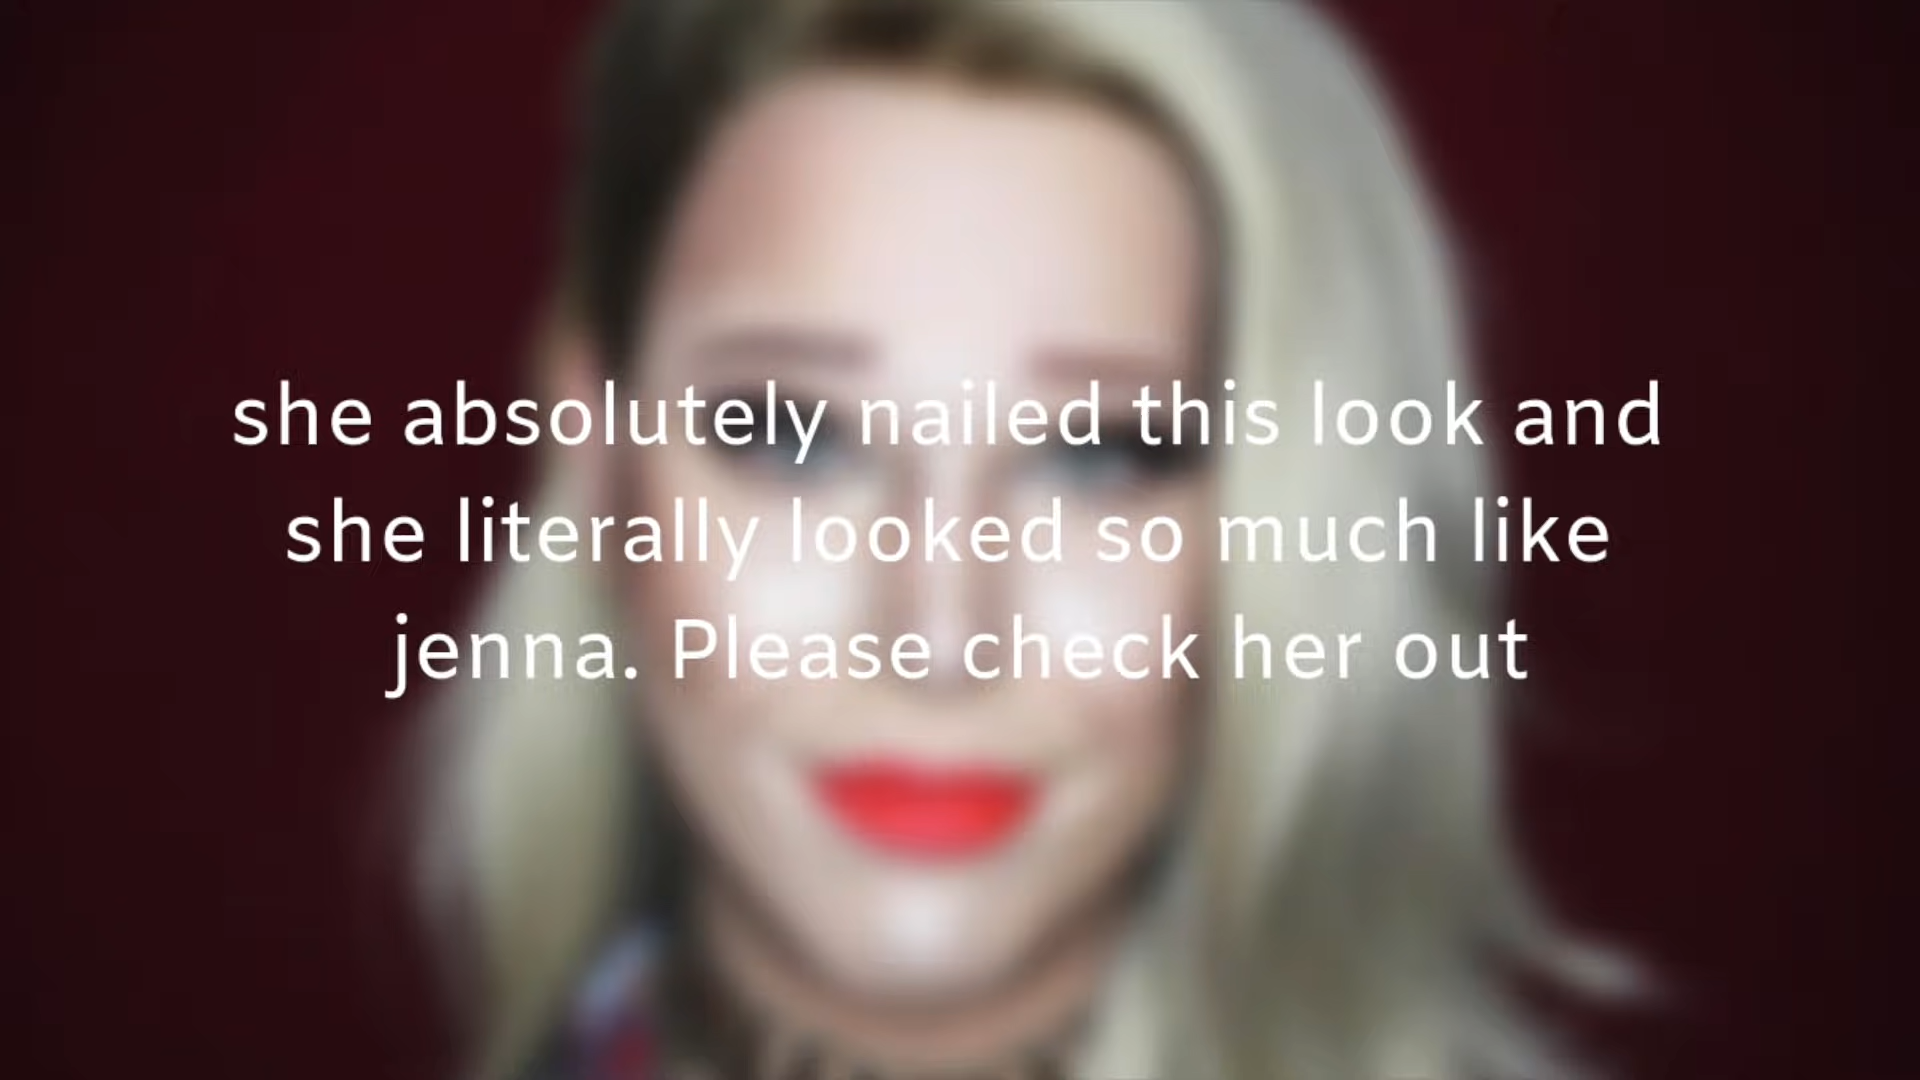 she absolutely nailed this look and
she literally looked so much like
jenna. Please check her out